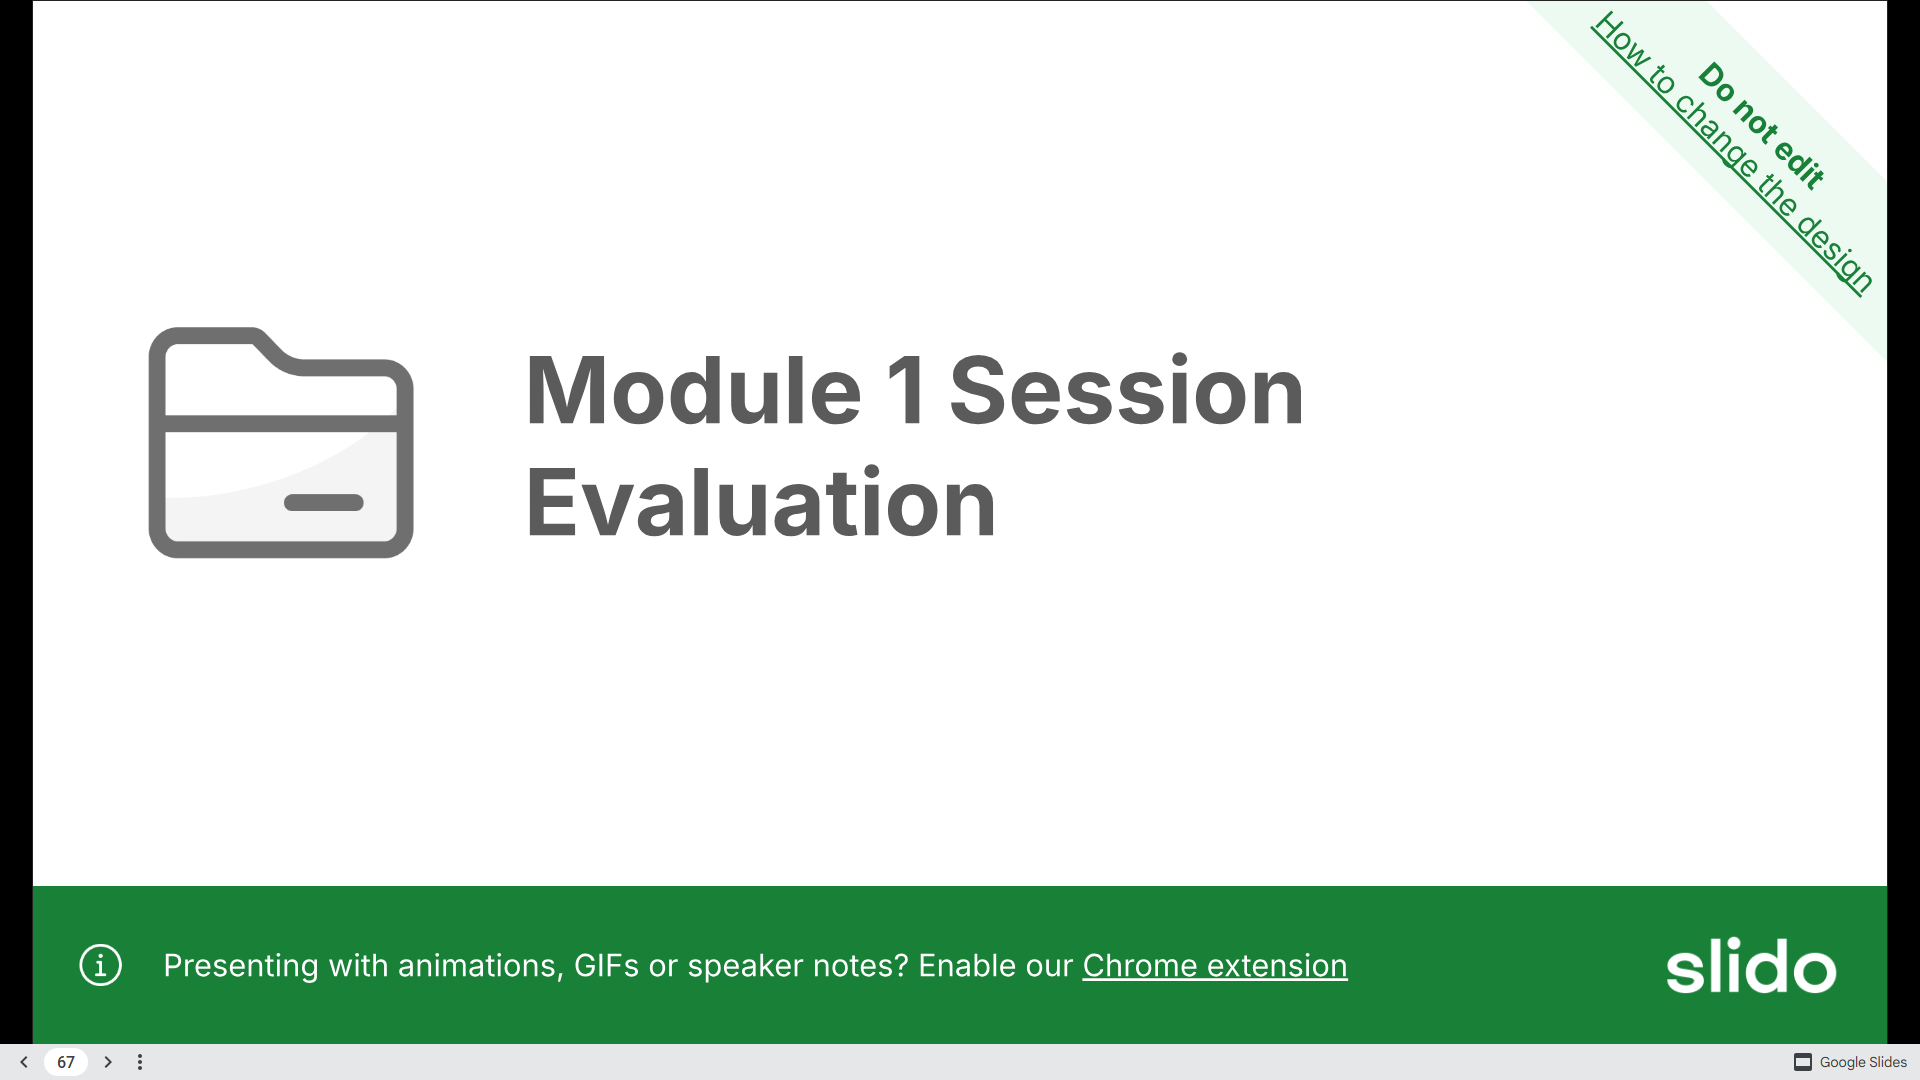 Do not edit
How to change the design
Module 1 Session
Evaluation
Presenting with animations, GIFs or speaker notes? Enable our Chrome extension
slido
67
Google Slides